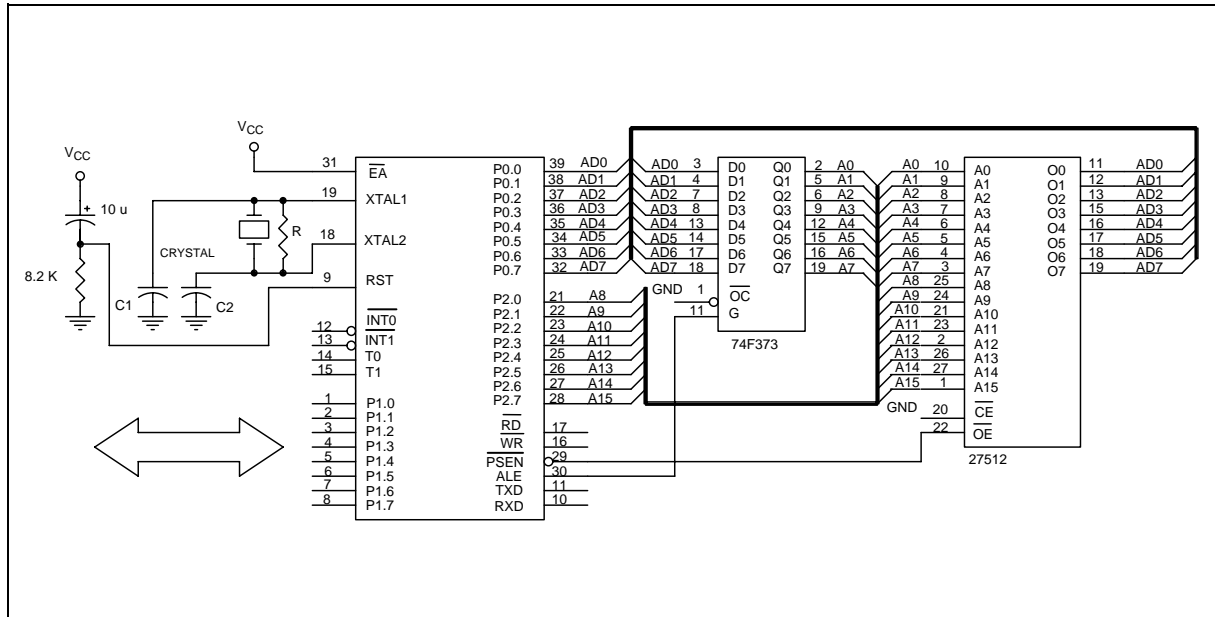 VCC
VCC
10 u
8.2 K
CRYSTAL
C1
C2
R
31 EA
19 XTAL1
18 XTAL2
9 RST
12 INT0
13 INT1
14 T0
15 T1
1 P1.0
2 P1.1
3 P1.2
4 P1.3
5 P1.4
6 P1.5
7 P1.6
8 P1.7
P0.0 39 AD0
P0.1 38 AD1
P0.2 37 AD2
P0.3 36 AD3
P0.4 35 AD4
P0.5 34 AD5
P0.6 33 AD6
P0.7 32 AD7
P2.0 21 A8
P2.1 22 A9
P2.2 23 A10
P2.3 24 A11
P2.4 25 A12
P2.5 26 A13
P2.6 27 A14
P2.7 28 A15
RD 17
WR 16
PSEN 29
ALE 30
TXD 11
RXD 10
AD0 3 D0 Q0 2 A0
AD1 4 D1 Q1 5 A1
AD2 7 D2 Q2 6 A2
AD3 8 D3 Q3 9 A3
AD4 13 D4 Q4 12 A4
AD5 14 D5 Q5 15 A5
AD6 17 D6 Q6 16 A6
AD7 18 D7 Q7 19 A7
GND 1 OC
11 G
74F373
A0 10 A0 O0 11 AD0
A1 9 A1 O1 12 AD1
A2 8 A2 O2 13 AD2
A3 7 A3 O3 15 AD3
A4 6 A4 O4 16 AD4
A5 5 A5 O5 17 AD5
A6 4 A6 O6 18 AD6
A7 3 A7 O7 19 AD7
A8 25 A8
A9 24 A9
A10 21 A10
A11 23 A11
A12 2 A12
A13 26 A13
A14 27 A14
A15 1 A15
GND 20 CE
22 OE
27512